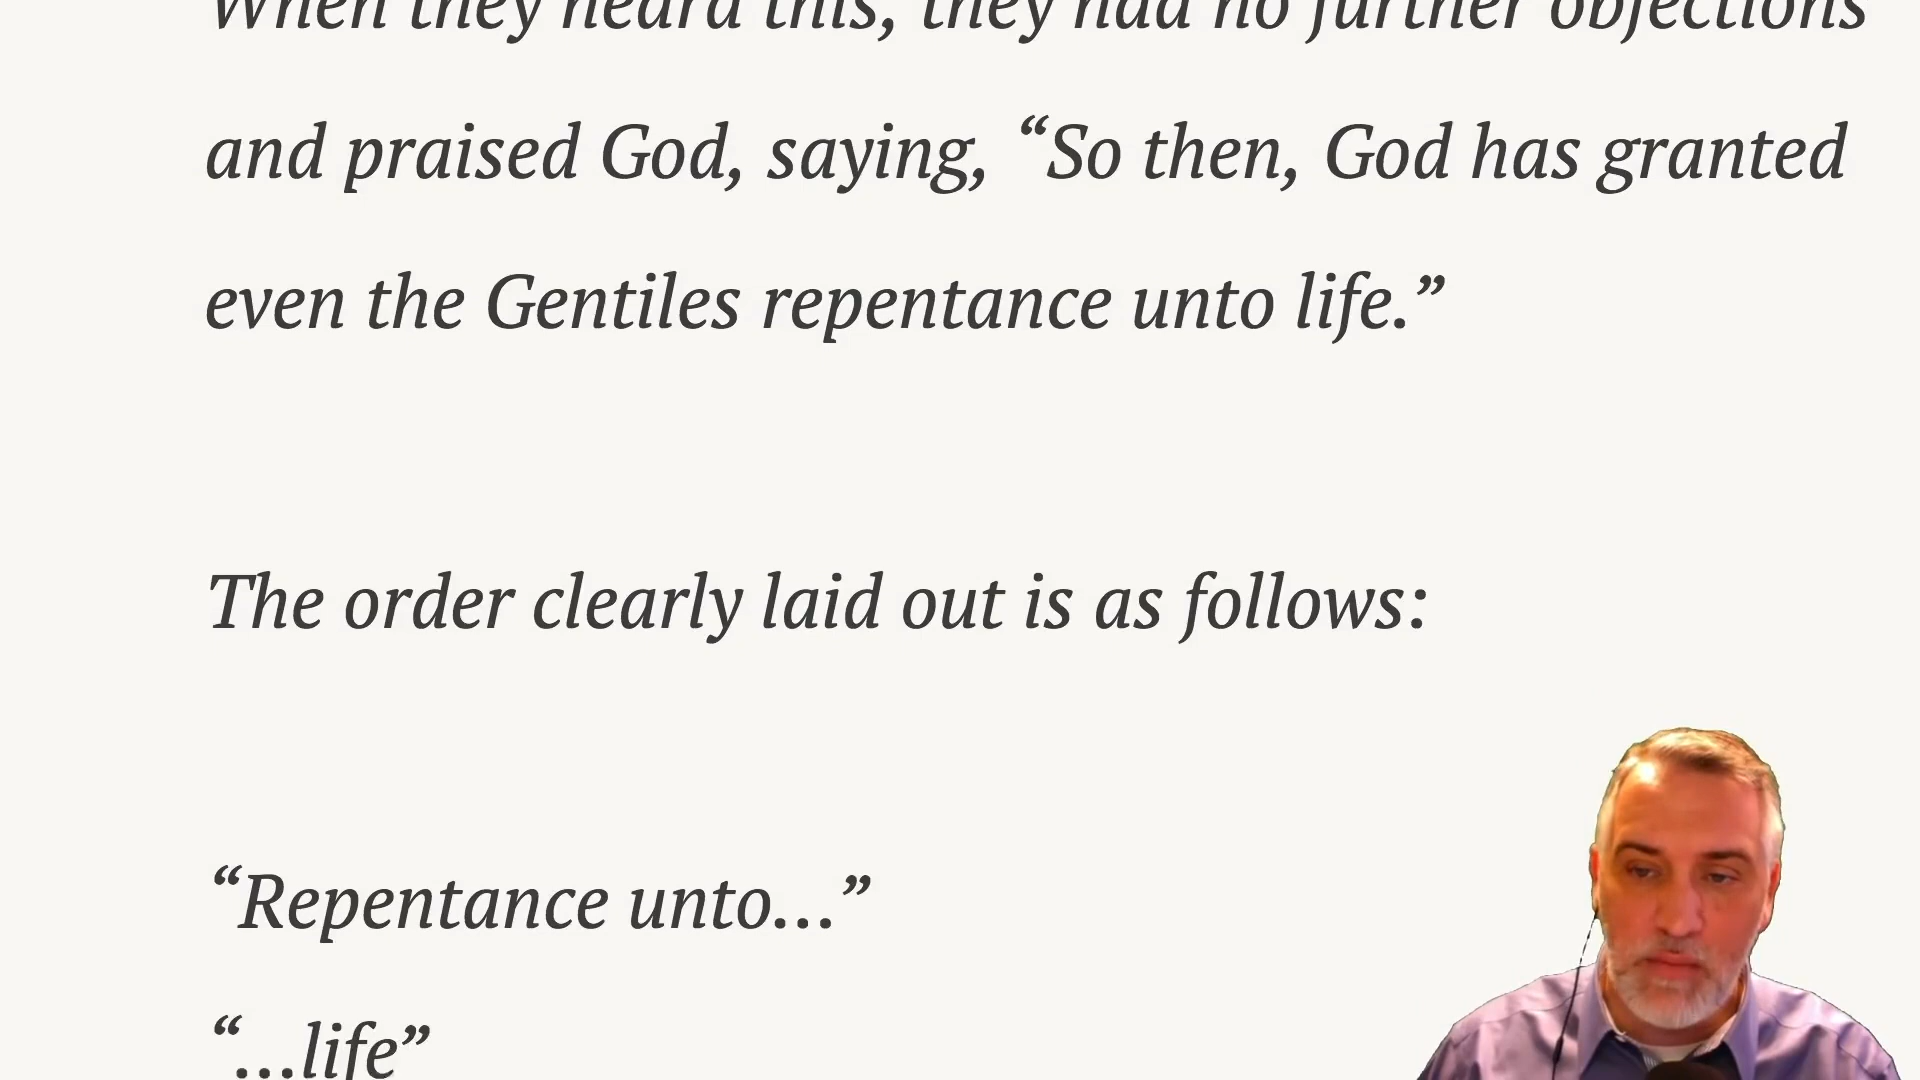 When they heard this, they had no further objections
and praised God, saying, “So then, God has granted
even the Gentiles repentance unto life.”
The order clearly laid out is as follows:
“Repentance unto…”
“…life”